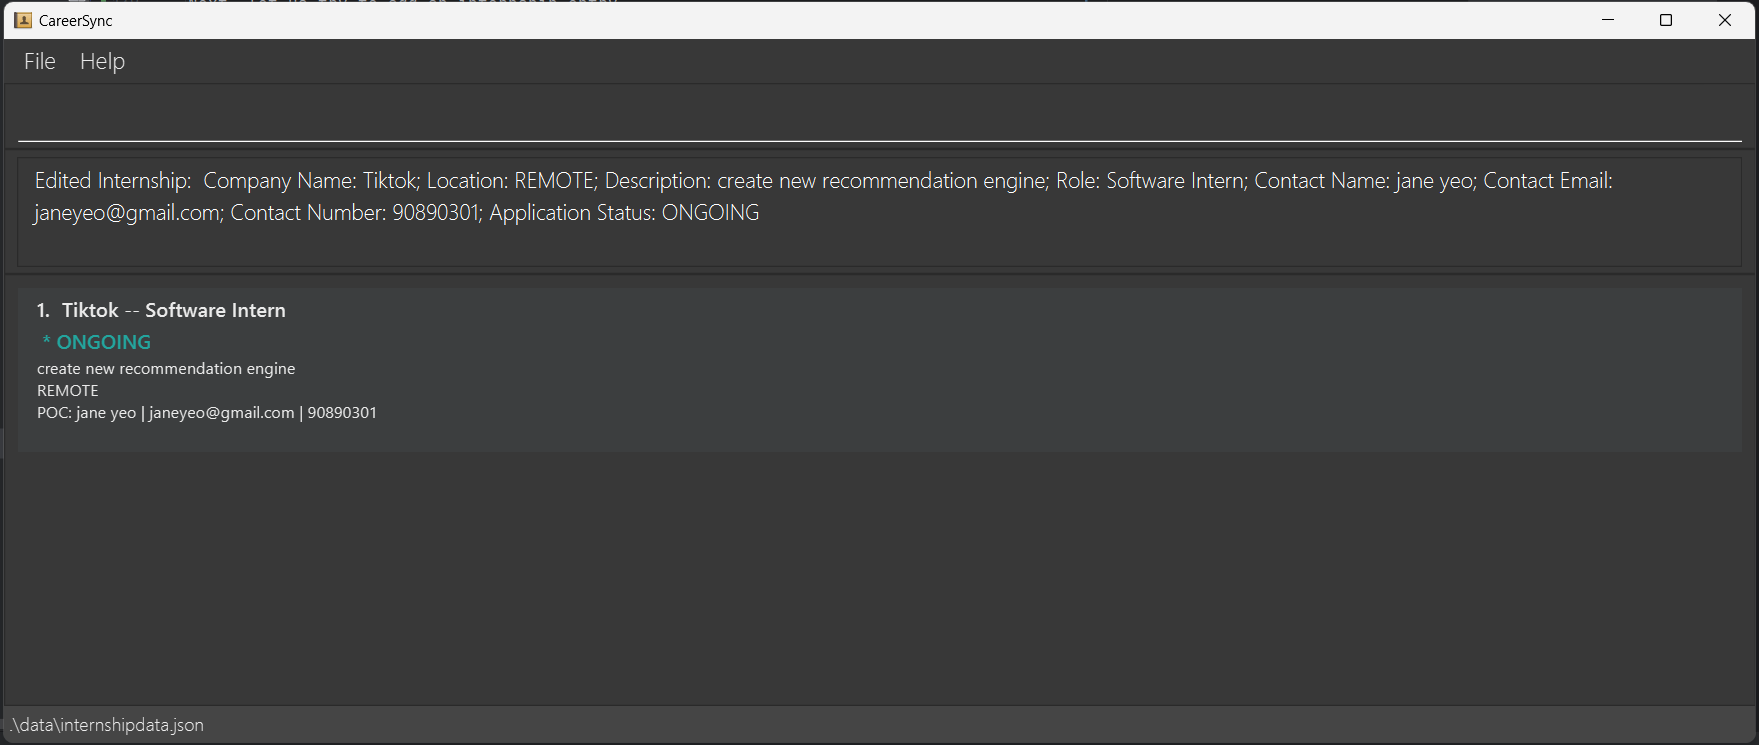 CareerSync
File Help
Edited Internship:  Company Name: Tiktok; Location: REMOTE; Description: create new recommendation engine; Role: Software Intern; Contact Name: jane yeo; Contact Email:
janeyeo@gmail.com; Contact Number: 90890301; Application Status: ONGOING
1.  Tiktok -- Software Intern
* ONGOING
create new recommendation engine
REMOTE
POC: jane yeo | janeyeo@gmail.com | 90890301
.\data\internshipdata.json